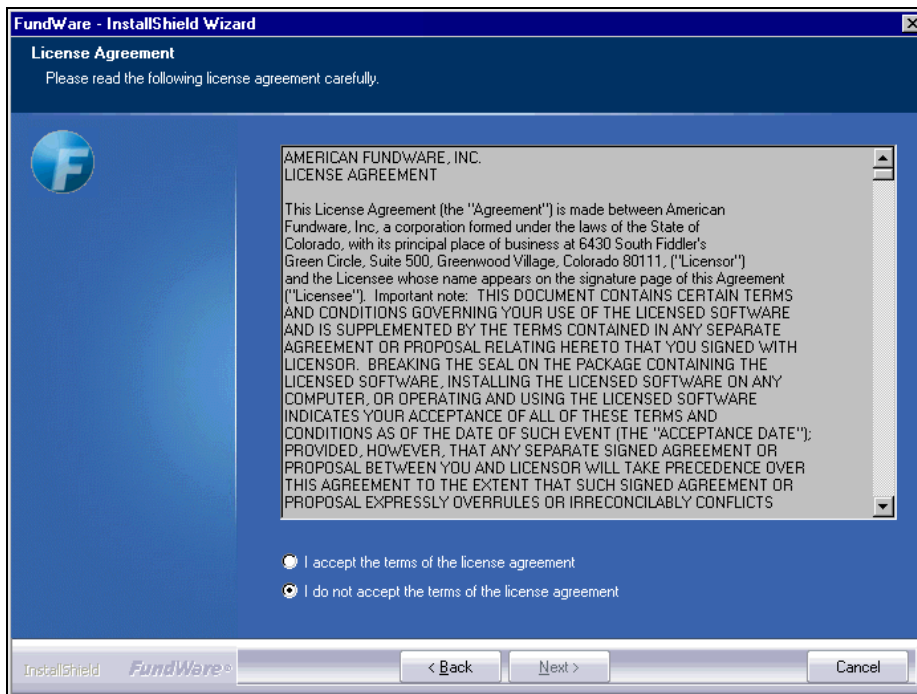 FundWare - InstallShield Wizard
License Agreement
Please read the following license agreement carefully.
F
AMERICAN FUNDWARE, INC.
LICENSE AGREEMENT
This License Agreement (the "Agreement") is made between American
Fundware, Inc, a corporation formed under the laws of the State of
Colorado, with its principal place of business at 6430 South Fiddler's
Green Circle, Suite 500, Greenwood Village, Colorado 80111, ("Licensor")
and the Licensee whose name appears on the signature page of this Agreement
("Licensee").  Important note:  THIS DOCUMENT CONTAINS CERTAIN TERMS
AND CONDITIONS GOVERNING YOUR USE OF THE LICENSED SOFTWARE
AND IS SUPPLEMENTED BY THE TERMS CONTAINED IN ANY SEPARATE
AGREEMENT OR PROPOSAL RELATING HERETO THAT YOU SIGNED WITH
LICENSOR.  BREAKING THE SEAL ON THE PACKAGE CONTAINING THE
LICENSED SOFTWARE, INSTALLING THE LICENSED SOFTWARE ON ANY
COMPUTER, OR OPERATING AND USING THE LICENSED SOFTWARE
INDICATES YOUR ACCEPTANCE OF ALL OF THESE TERMS AND
CONDITIONS AS OF THE DATE OF SUCH EVENT (THE "ACCEPTANCE DATE");
PROVIDED, HOWEVER, THAT ANY SEPARATE SIGNED AGREEMENT OR
PROPOSAL BETWEEN YOU AND LICENSOR WILL TAKE PRECEDENCE OVER
THIS AGREEMENT TO THE EXTENT THAT SUCH SIGNED AGREEMENT OR
PROPOSAL EXPRESSLY OVERRULES OR IRRECONCILABLY CONFLICTS
I accept the terms of the license agreement
I do not accept the terms of the license agreement
InstallShield FundWare®
< Back
Next >
Cancel